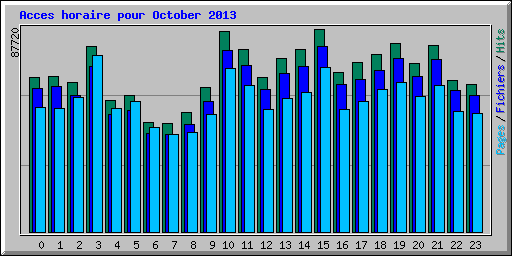 Acces horaire pour October 2013
87720
Pages / Fichiers / Hits
0 1 2 3 4 5 6 7 8 9 10 11 12 13 14 15 16 17 18 19 20 21 22 23